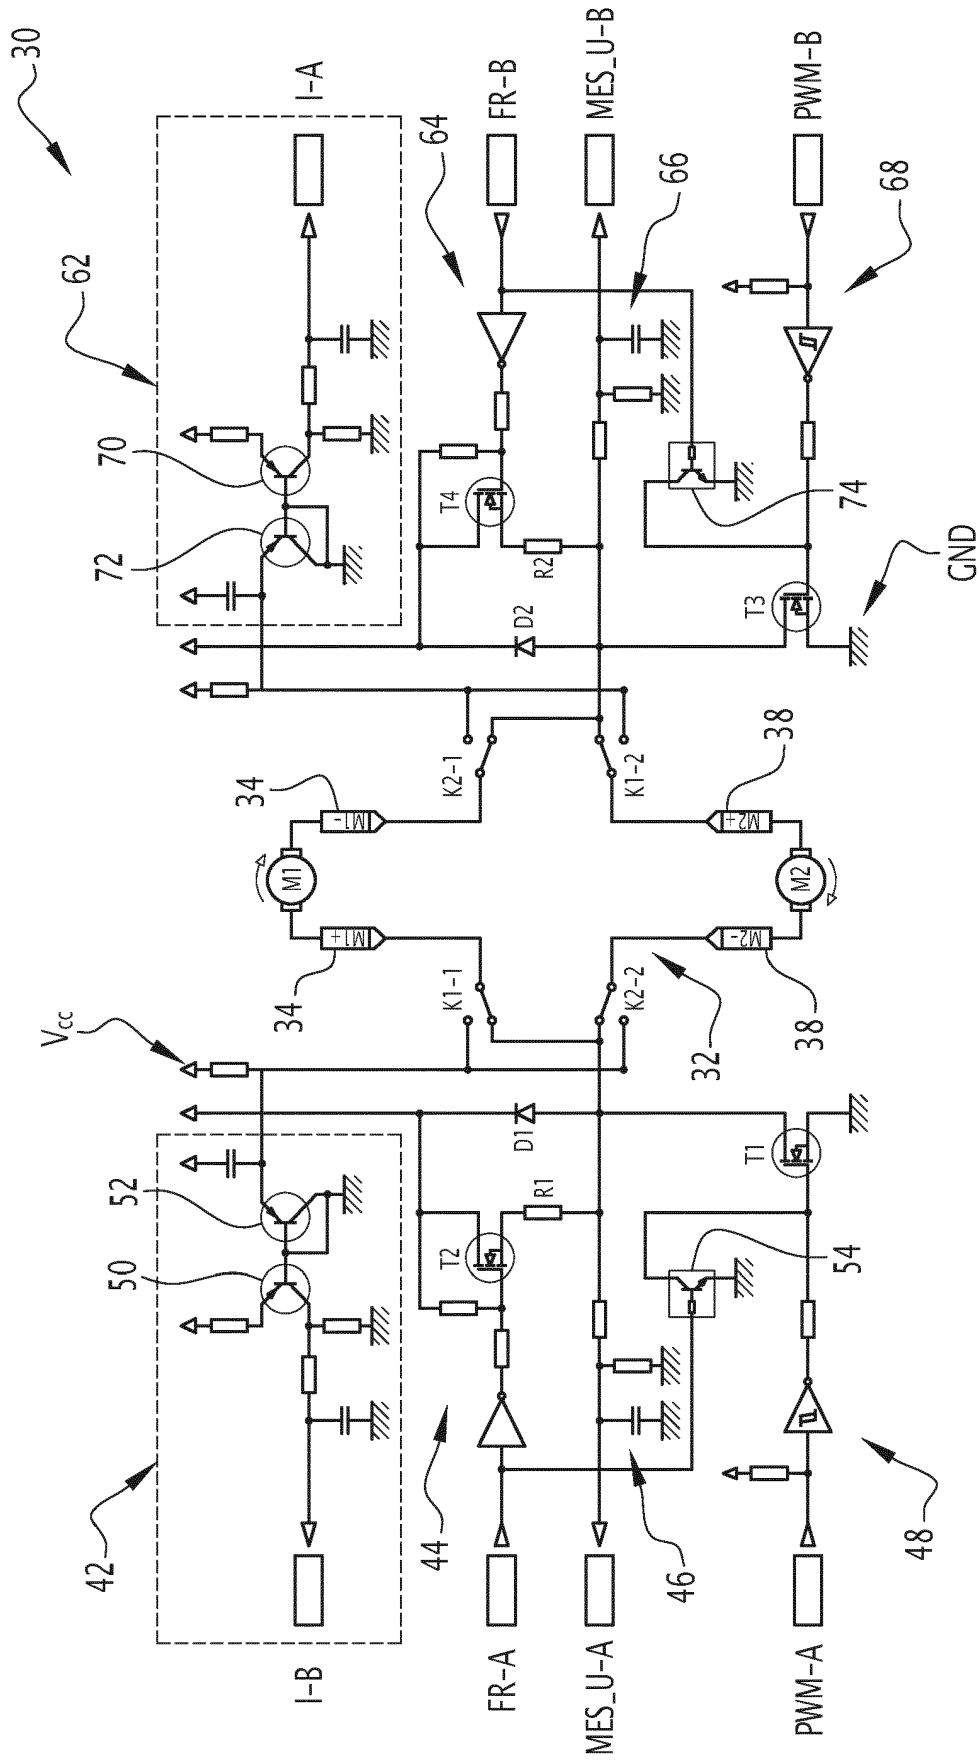 30
Vcc
42
50
52
I-B
62
70
72
I-A
34
34
M1
M1+
M1-
44
64
FR-A
FR-B
T2
T4
R1
R2
D1
D2
K1-1
K2-1
K2-2
K1-2
MES_U-A
MES_U-B
46
66
32
54
74
M2-
M2+
38
38
M2
T1
T3
PWM-A
PWM-B
48
68
GND